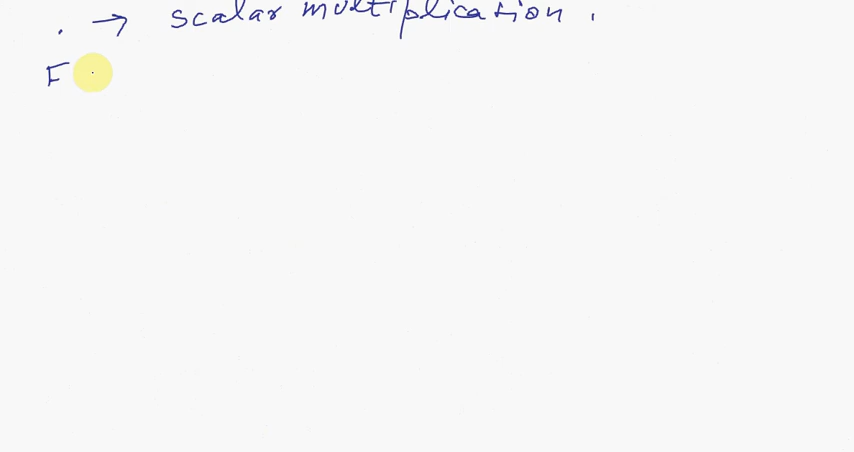 . → scalar multiplication .
F